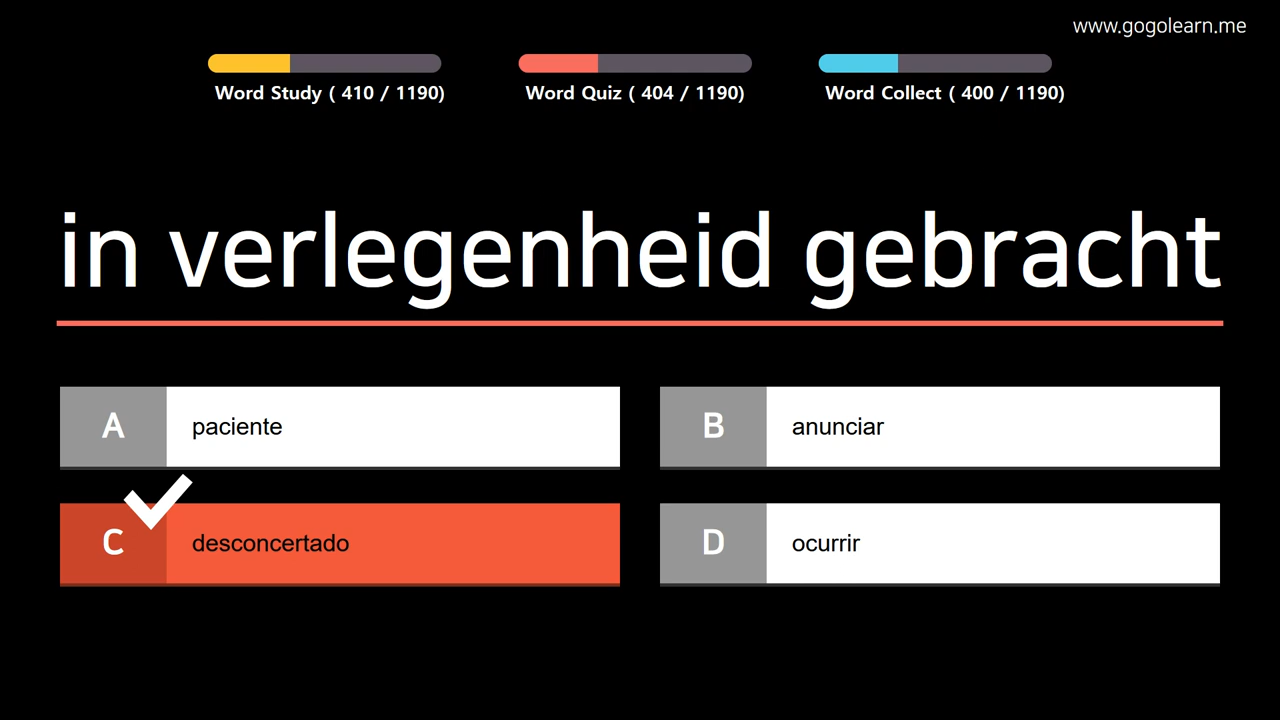 www.gogolearn.me
Word Study ( 410 / 1190)
Word Quiz ( 404 / 1190)
Word Collect ( 400 / 1190)
in verlegenheid gebracht
A paciente
B anunciar
C desconcertado
D ocurrir